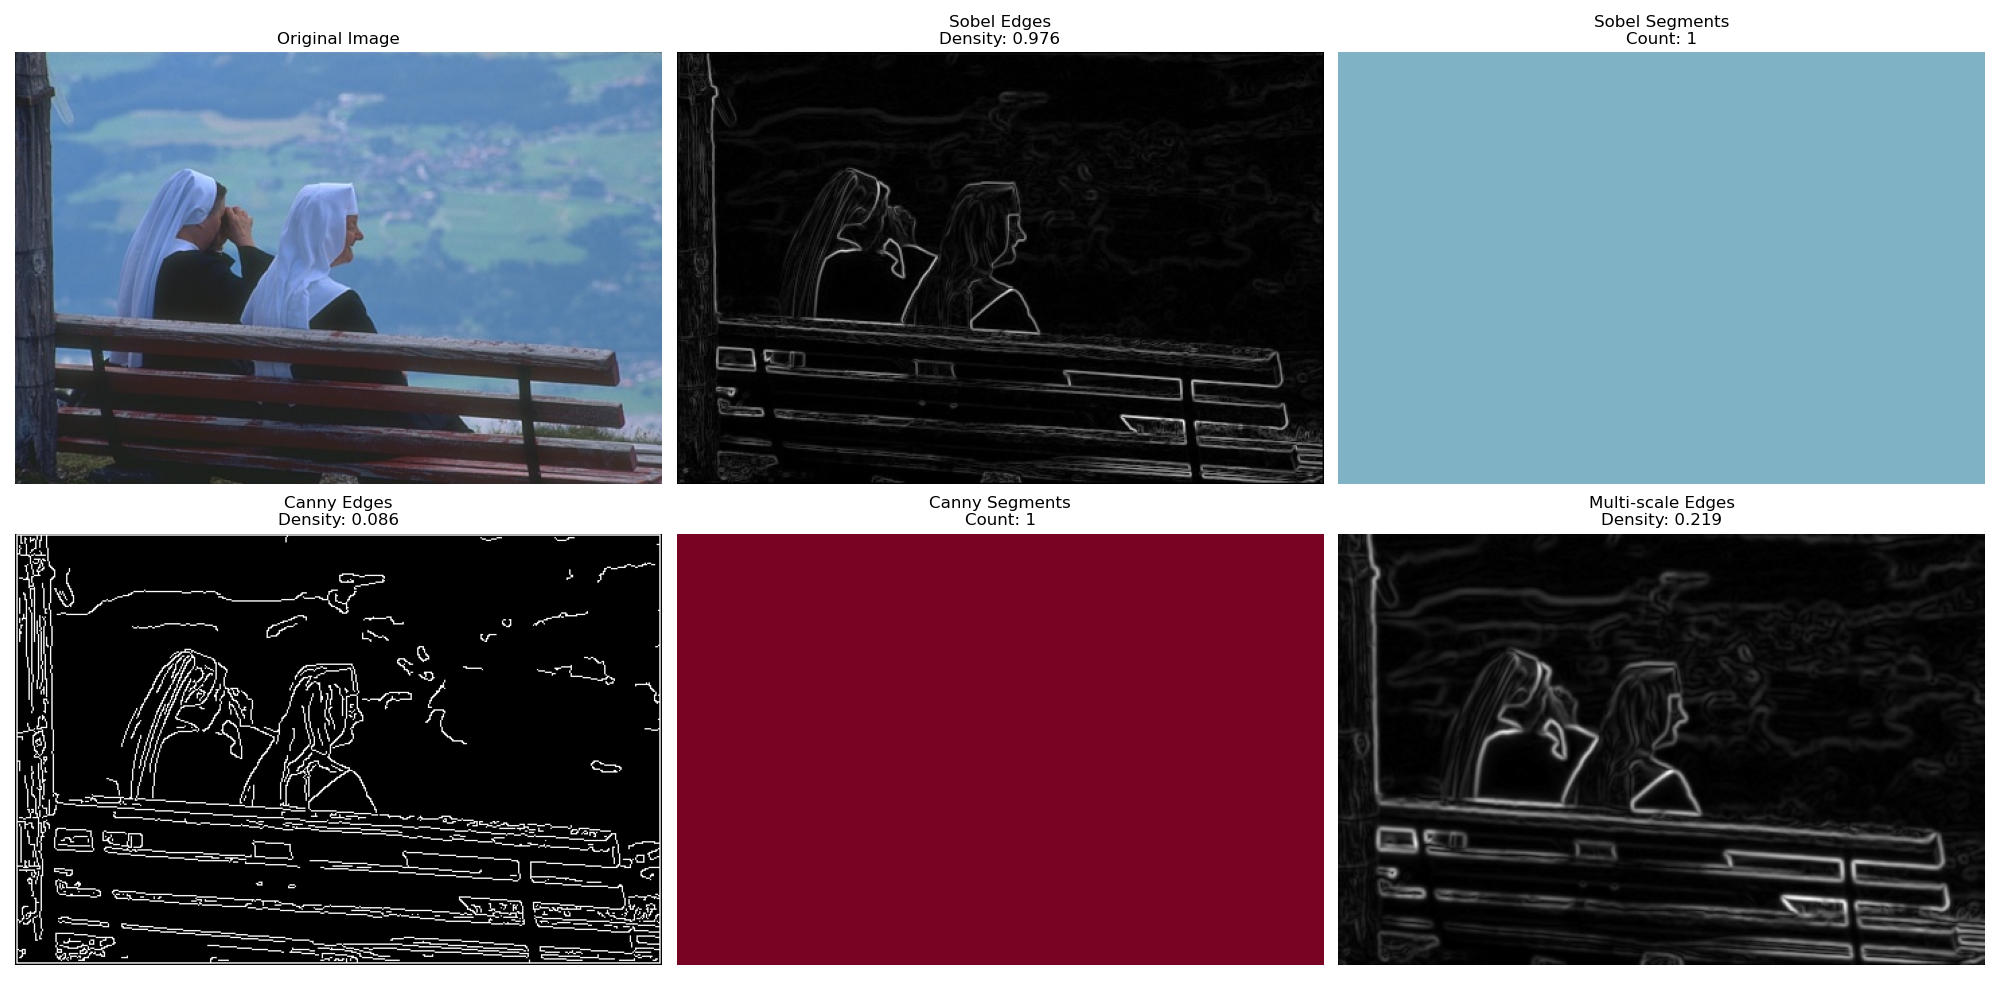 Original Image
Sobel Edges
Density: 0.976
Sobel Segments
Count: 1
Canny Edges
Density: 0.086
Canny Segments
Count: 1
Multi-scale Edges
Density: 0.219